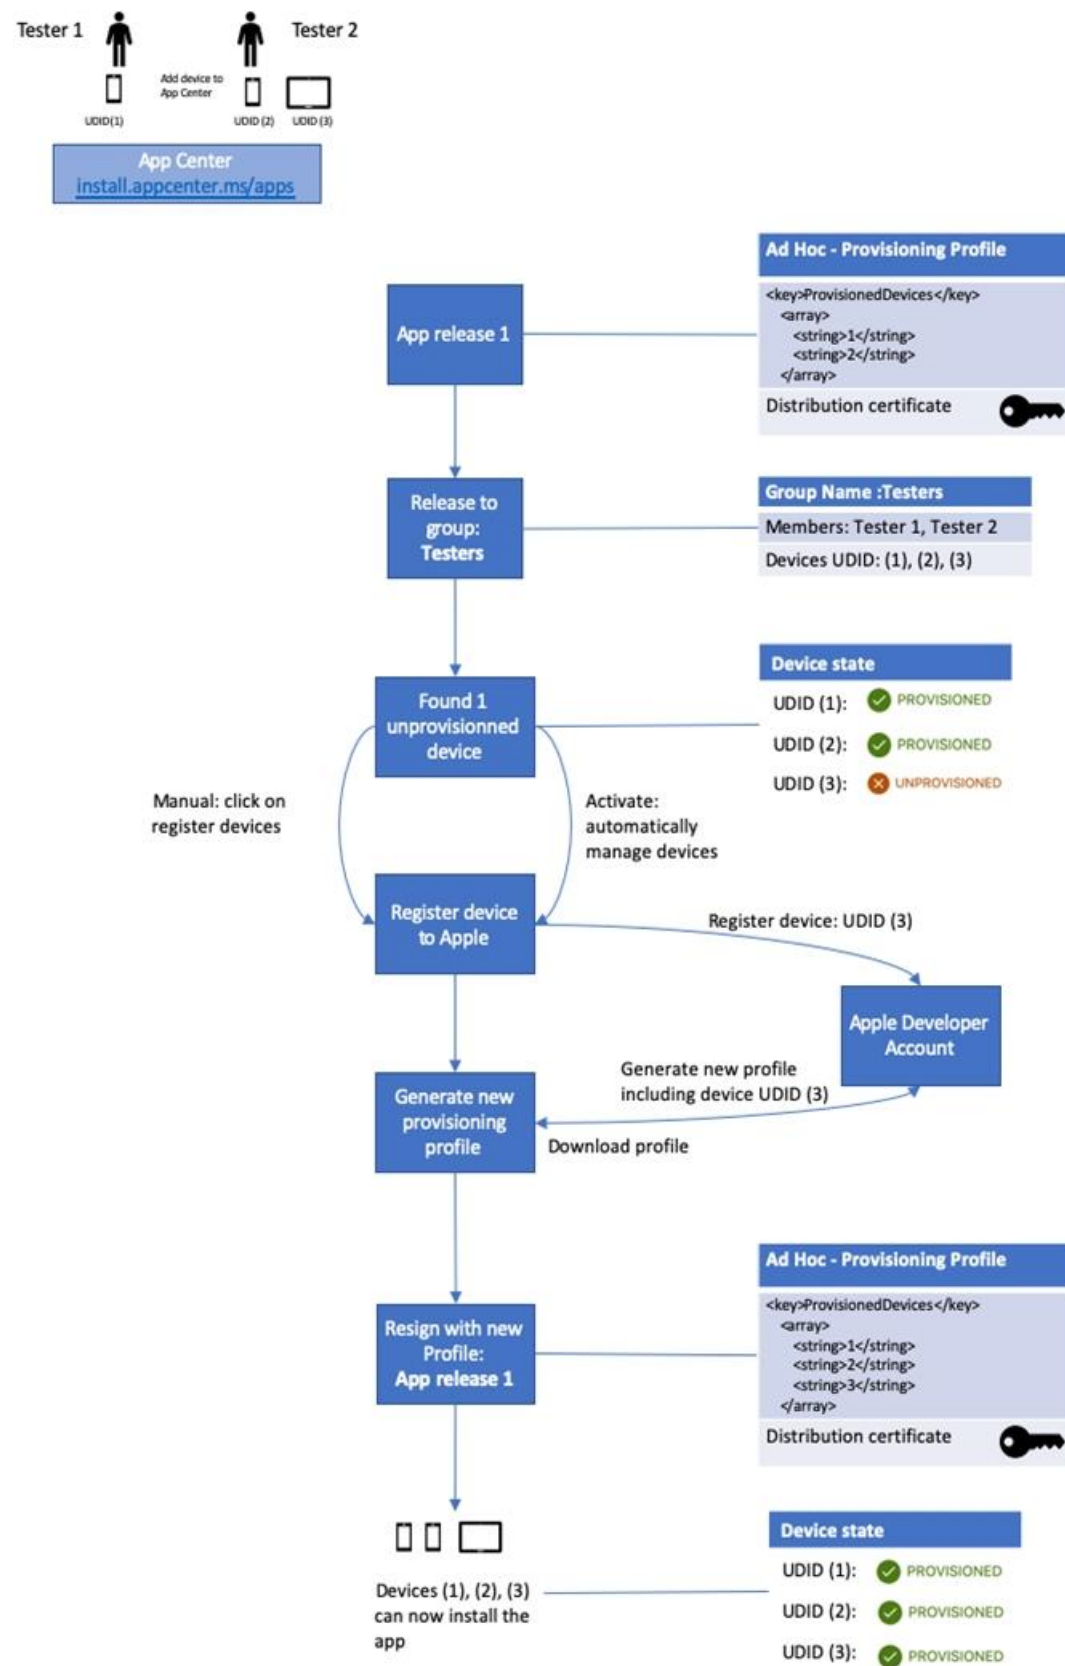 Tester 1
Tester 2
Add device to
App Center
UDID(1)
UDID (2)
UDID (3)
App Center
install.appcenter.ms/apps
Ad Hoc - Provisioning Profile
<key>ProvisionedDevices</key>
<array>
<string>1</string>
<string>2</string>
</array>
Distribution certificate
App release 1
Release to
group:
Testers
Group Name :Testers
Members: Tester 1, Tester 2
Devices UDID: (1), (2), (3)
Found 1
unprovisionned
device
Device state
UDID (1): PROVISIONED
UDID (2): PROVISIONED
UDID (3): UNPROVISIONED
Manual: click on
register devices
Activate:
automatically
manage devices
Register device
to Apple
Register device: UDID (3)
Apple Developer
Account
Generate new profile
including device UDID (3)
Generate new
provisioning
profile
Download profile
Ad Hoc - Provisioning Profile
<key>ProvisionedDevices</key>
<array>
<string>1</string>
<string>2</string>
<string>3</string>
</array>
Distribution certificate
Resign with new
Profile:
App release 1
Devices (1), (2), (3)
can now install the
app
Device state
UDID (1): PROVISIONED
UDID (2): PROVISIONED
UDID (3): PROVISIONED